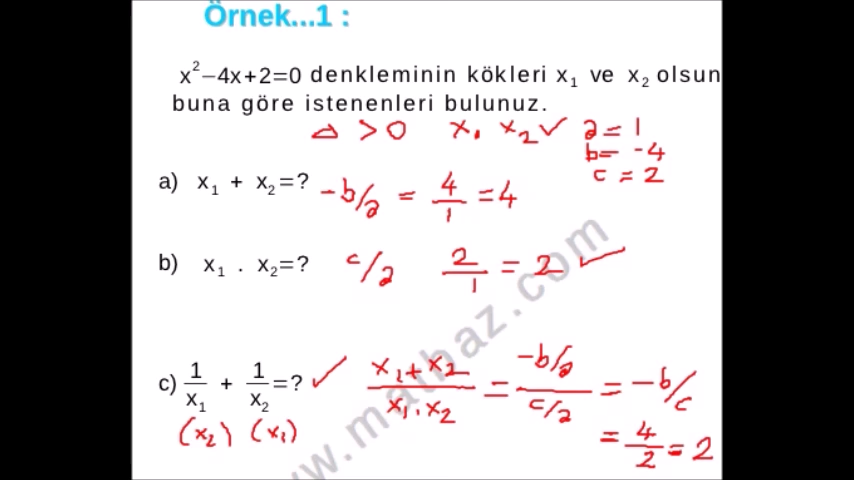 Örnek...1 :
x²−4x+2=0 denkleminin kökleri x₁ ve x₂ olsun
buna göre istenenleri bulunuz.
△ > 0 x₁ x₂ ✓ a = 1
b = -4
c = 2
a) x₁ + x₂=? -b/a = 4/1 = 4
b) x₁ . x₂=? c/a 2/1 = 2 ✓
c) 1/x₁ + 1/x₂=? ✓ x₁+x₂/x₁.x₂ = -b/a/c/a = -b/c
(x₂) (x₁) = 4/2 = 2
w.matbaz.com